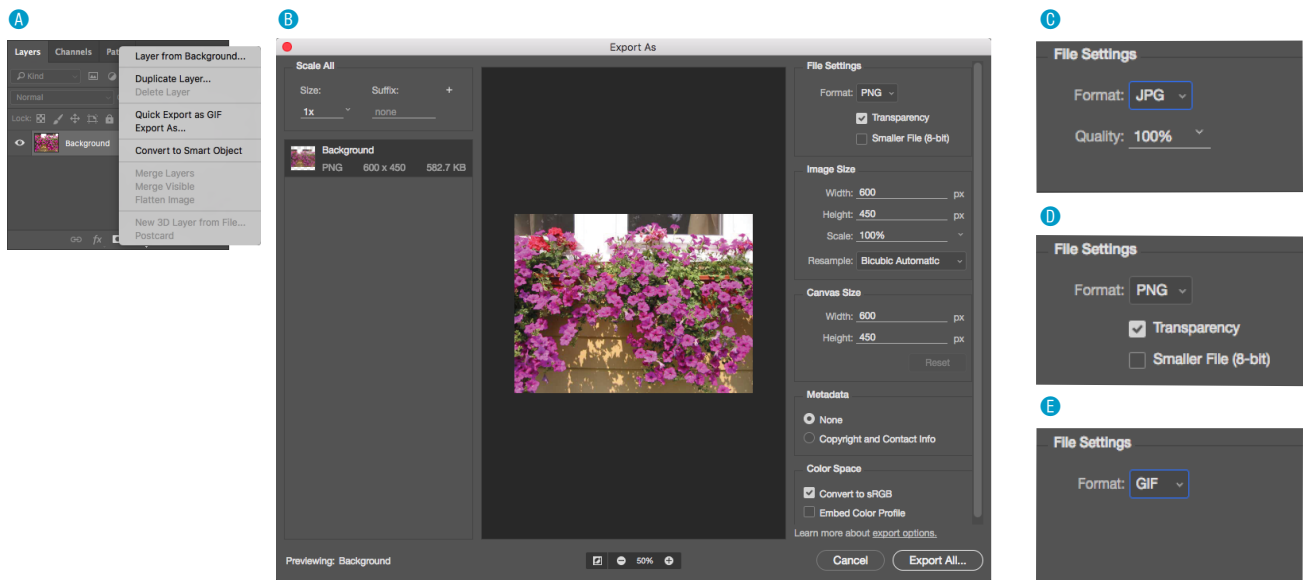 A
Layers Channels
Kind
Normal
Lock:
Background
fx
Layer from Background...
Duplicate Layer...
Delete Layer
Quick Export as GIF
Export As...
Convert to Smart Object
Merge Layers
Merge Visible
Flatten Image
New 3D Layer from File...
Postcard
B
Export As
Scale All
Size: Suffix: +
1x none
Background
PNG 600 x 450 582.7 KB
File Settings
Format: PNG
Transparency
Smaller File (8-bit)
Image Size
Width: 600 px
Height: 450 px
Scale: 100%
Resample: Bicubic Automatic
Canvas Size
Width: 600 px
Height: 450 px
Reset
Metadata
None
Copyright and Contact Info
Color Space
Convert to sRGB
Embed Color Profile
Learn more about export options.
Previewing: Background
50%
Cancel Export All...
C
File Settings
Format: JPG
Quality: 100%
D
File Settings
Format: PNG
Transparency
Smaller File (8-bit)
E
File Settings
Format: GIF